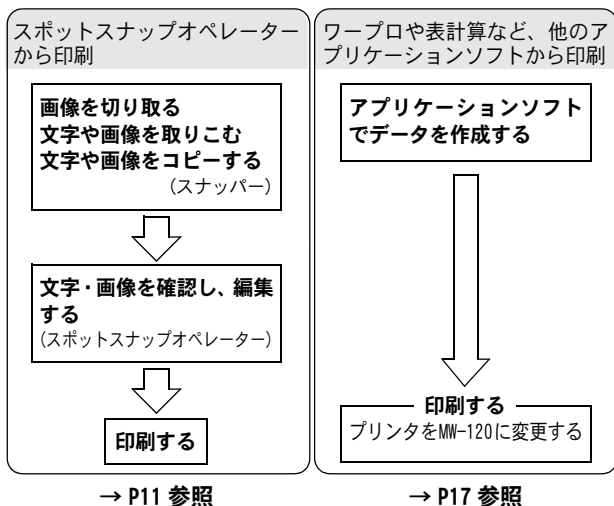 スポットスナップオペレーター
から印刷
画像を切り取る
文字や画像を取りこむ
文字や画像をコピーする
(スナッパー)
文字・画像を確認し、編集
する
(スポットスナップオペレーター)
印刷する
→ P11 参照
ワープロや表計算など、他のア
プリケーションソフトから印刷
アプリケーションソフト
でデータを作成する
印刷する
プリンタをMW-120に変更する
→ P17 参照